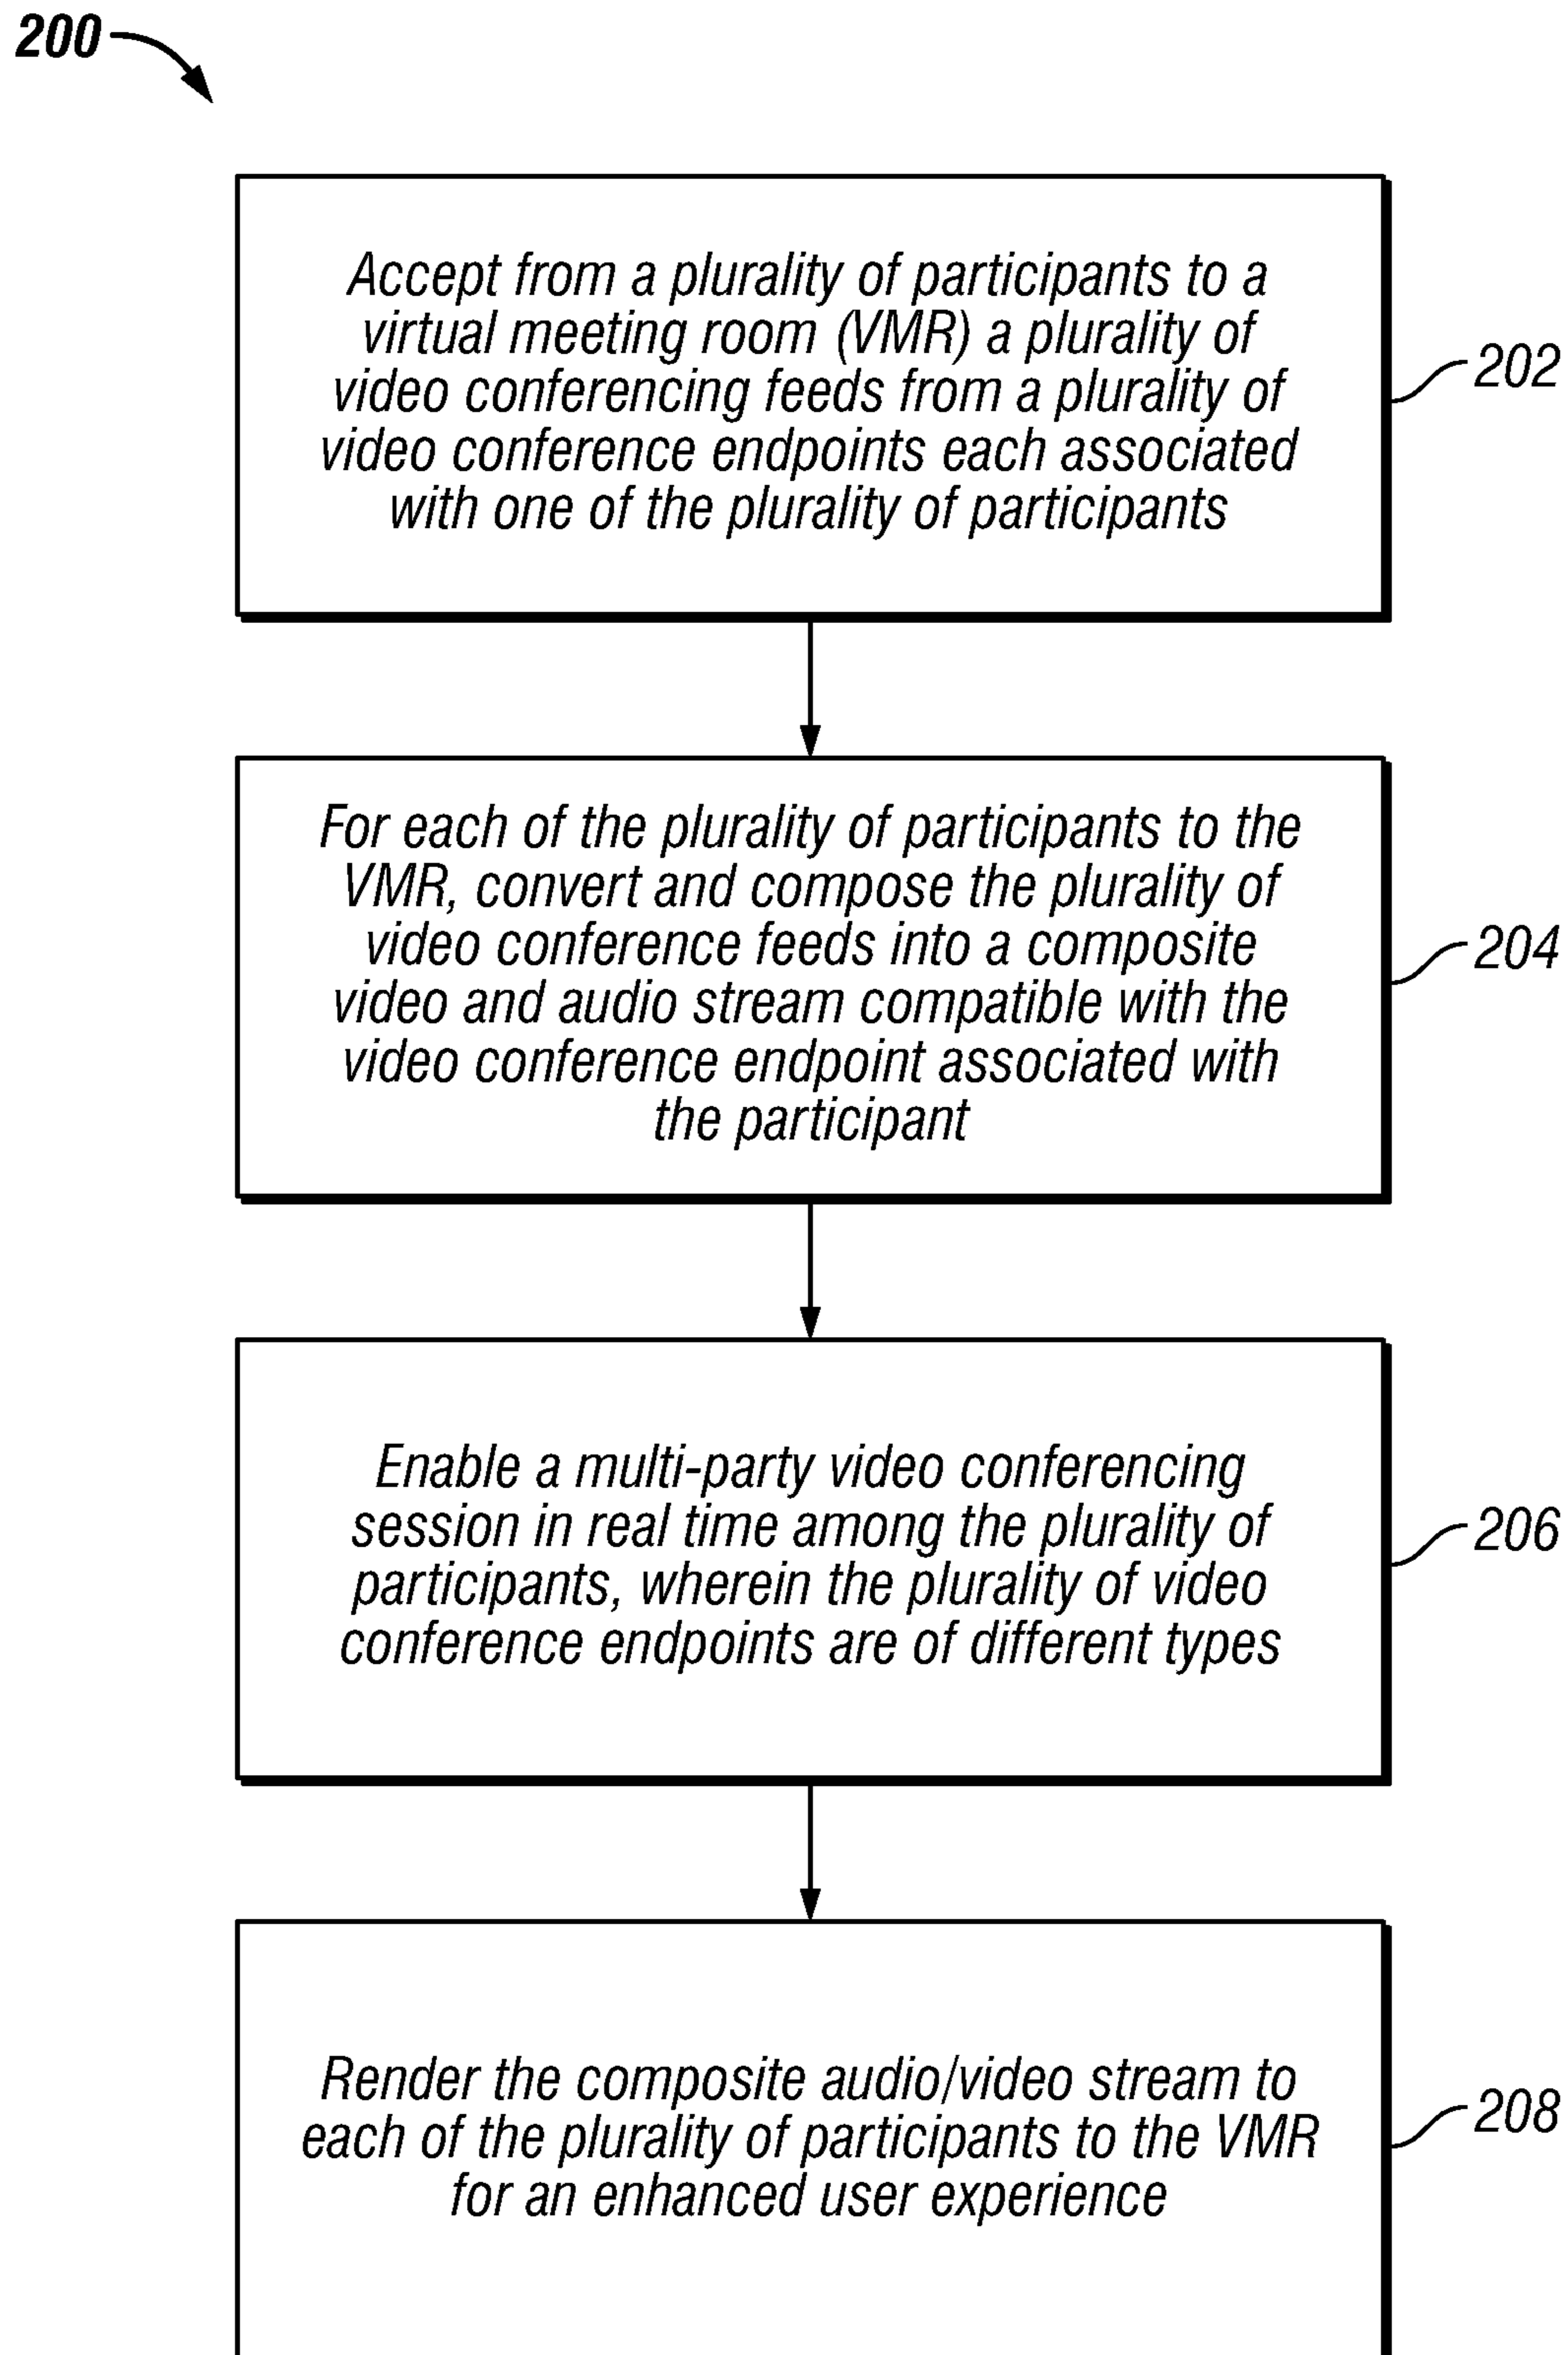 200
Accept from a plurality of participants to a
virtual meeting room (VMR) a plurality of
video conferencing feeds from a plurality of
video conference endpoints each associated
with one of the plurality of participants
202
For each of the plurality of participants to the
VMR, convert and compose the plurality of
video conference feeds into a composite
video and audio stream compatible with the
video conference endpoint associated with
the participant
204
Enable a multi-party video conferencing
session in real time among the plurality of
participants, wherein the plurality of video
conference endpoints are of different types
206
Render the composite audio/video stream to
each of the plurality of participants to the VMR
for an enhanced user experience
208